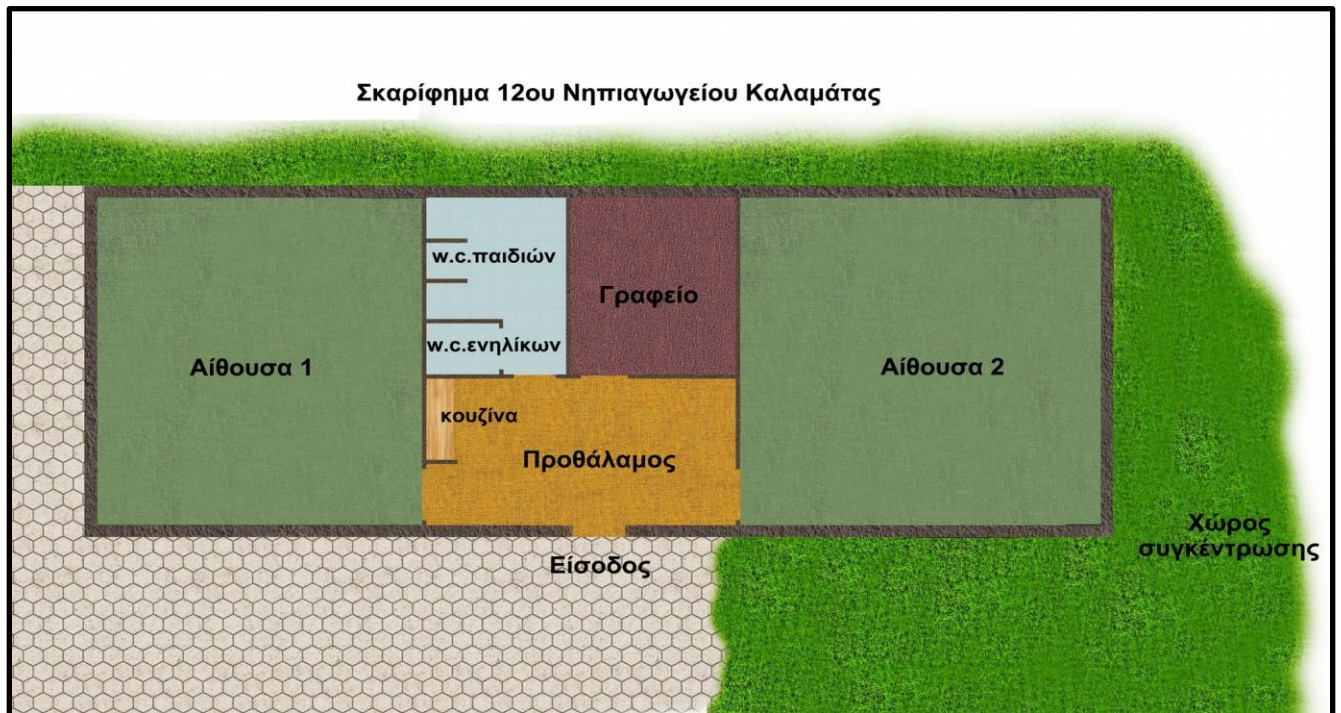 Σκαρίφημα 12ου Νηπιαγωγείου Καλαμάτας
w.c.παιδιών
Γραφείο
w.c.ενηλίκων
Αίθουσα 1
Αίθουσα 2
κουζίνα
Προθάλαμος
Χώρος
συγκέντρωσης
Είσοδος